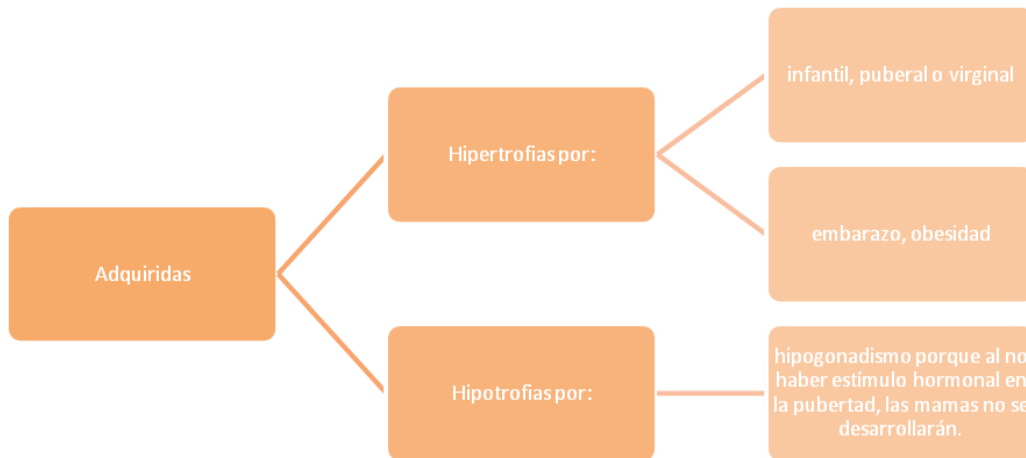 Adquiridas
Hipertrofias por:
infantil, puberal o virginal
embarazo, obesidad
Hipotrofias por:
hipogonadismo porque al no
haber estímulo hormonal en
la pubertad, las mamas no se
desarrollarán.